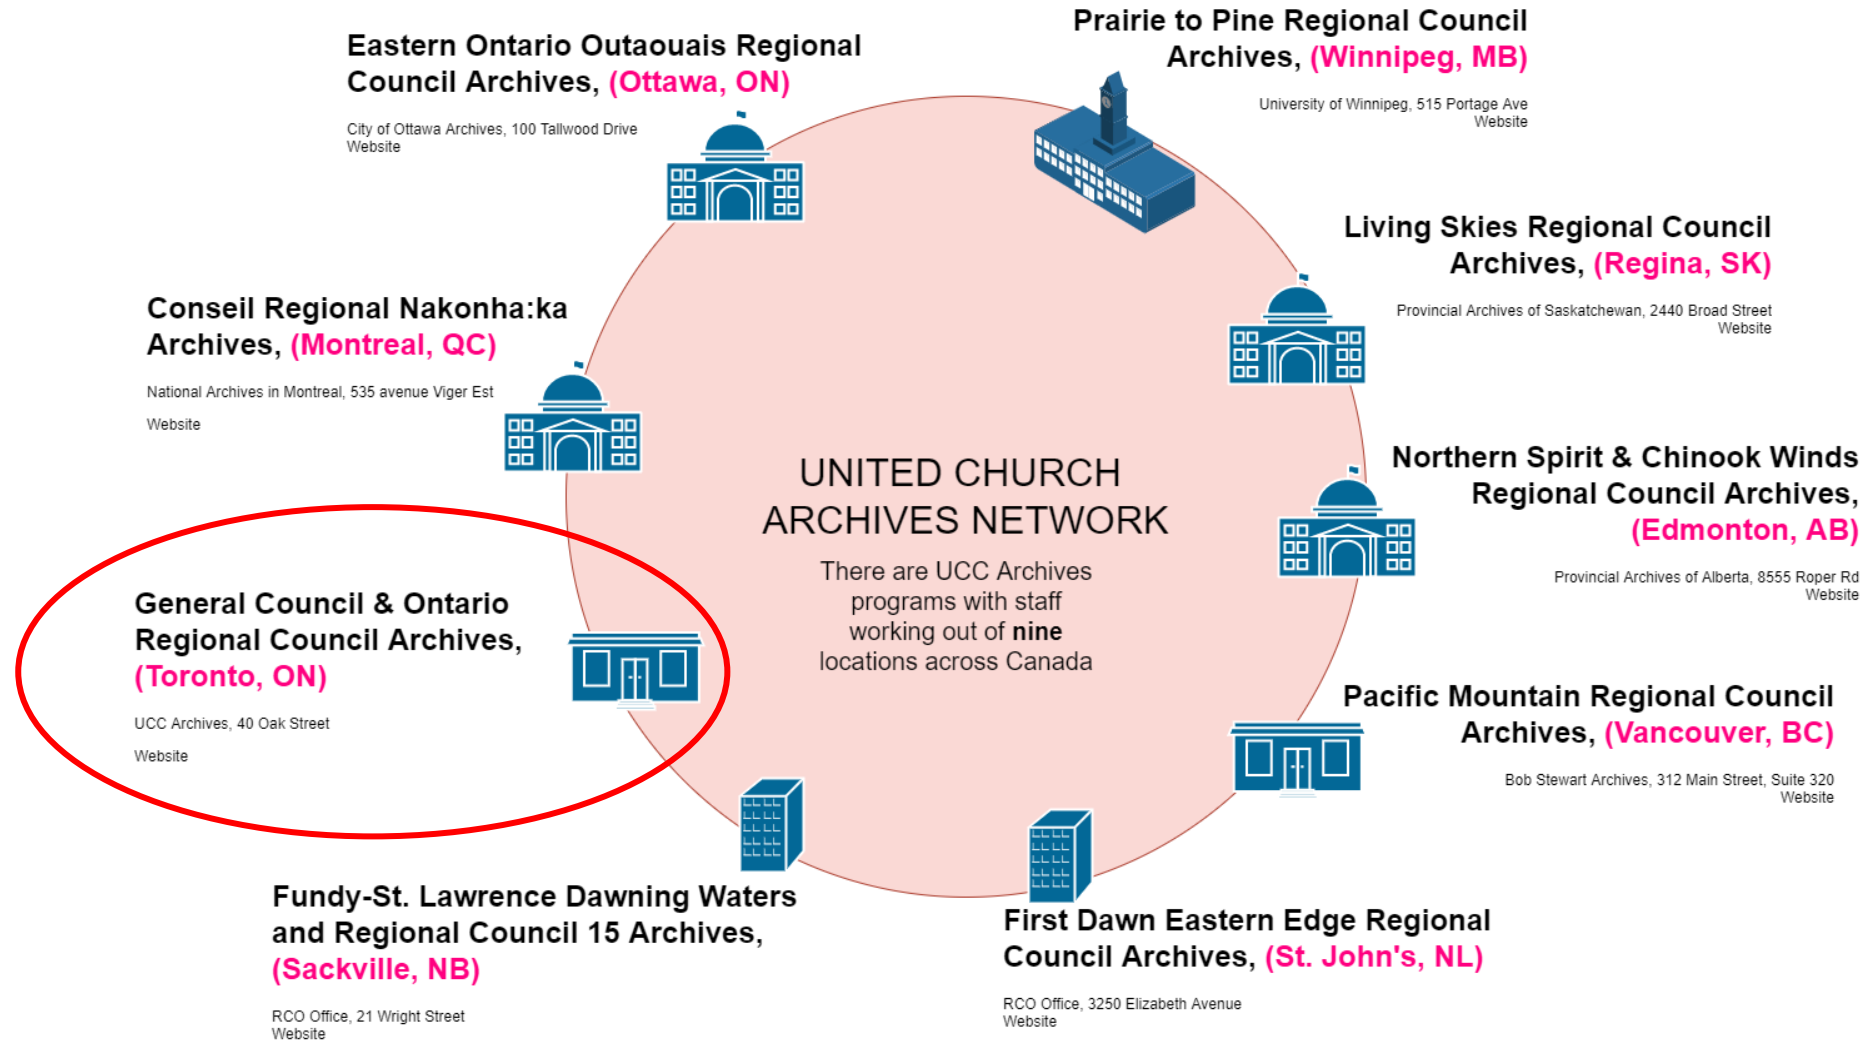 Eastern Ontario Outaouais Regional
Council Archives, (Ottawa, ON)
City of Ottawa Archives, 100 Tallwood Drive
Website
Prairie to Pine Regional Council
Archives, (Winnipeg, MB)
University of Winnipeg, 515 Portage Ave
Website
Living Skies Regional Council
Archives, (Regina, SK)
Provincial Archives of Saskatchewan, 2440 Broad Street
Website
Conseil Regional Nakonha:ka
Archives, (Montreal, QC)
National Archives in Montreal, 535 avenue Viger Est
Website
UNITED CHURCH
ARCHIVES NETWORK
There are UCC Archives
programs with staff
working out of nine
locations across Canada
Northern Spirit & Chinook Winds
Regional Council Archives,
(Edmonton, AB)
Provincial Archives of Alberta, 8555 Roper Rd
Website
General Council & Ontario
Regional Council Archives,
(Toronto, ON)
UCC Archives, 40 Oak Street
Website
Pacific Mountain Regional Council
Archives, (Vancouver, BC)
Bob Stewart Archives, 312 Main Street, Suite 320
Website
Fundy-St. Lawrence Dawning Waters
and Regional Council 15 Archives,
(Sackville, NB)
RCO Office, 21 Wright Street
Website
First Dawn Eastern Edge Regional
Council Archives, (St. John's, NL)
RCO Office, 3250 Elizabeth Avenue
Website